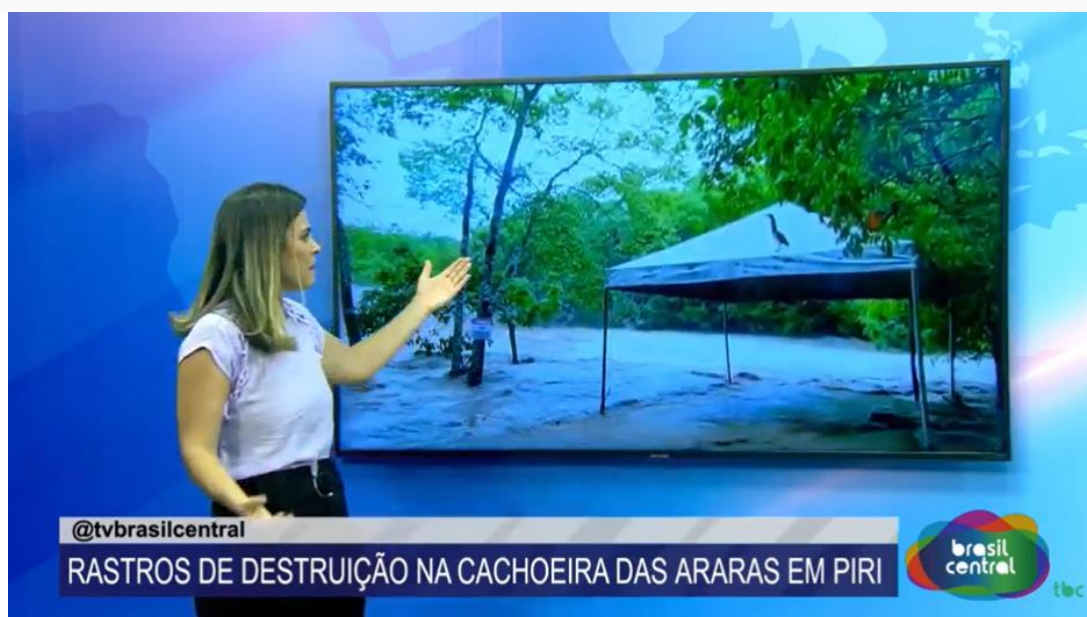 @tvbrasilcentral
RASTROS DE DESTRUIÇÃO NA CACHOEIRA DAS ARARAS EM PIRI
brasil
central
tbc